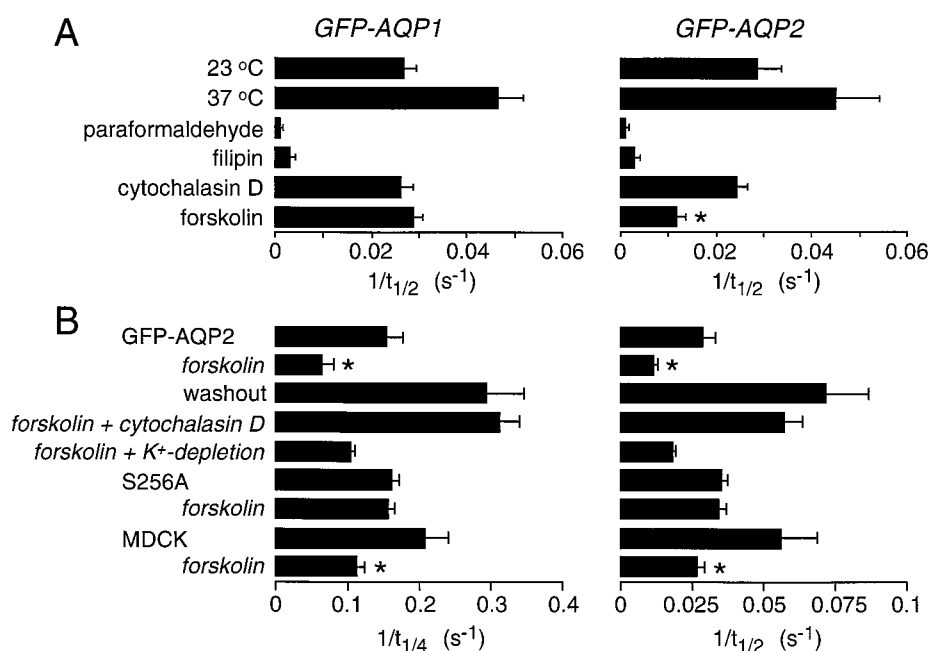 A
GFP-AQP1 GFP-AQP2
23 °C
37 °C
paraformaldehyde
filipin
cytochalasin D
forskolin *
0 0.02 0.04 0.06 0 0.02 0.04 0.06
1/t1/2 (s-1) 1/t1/2 (s-1)
B
GFP-AQP2
forskolin * *
washout
forskolin + cytochalasin D
forskolin + K+-depletion
S256A
forskolin
MDCK
forskolin * *
0 0.1 0.2 0.3 0.4 0 0.025 0.05 0.075 0.1
1/t1/4 (s-1) 1/t1/2 (s-1)